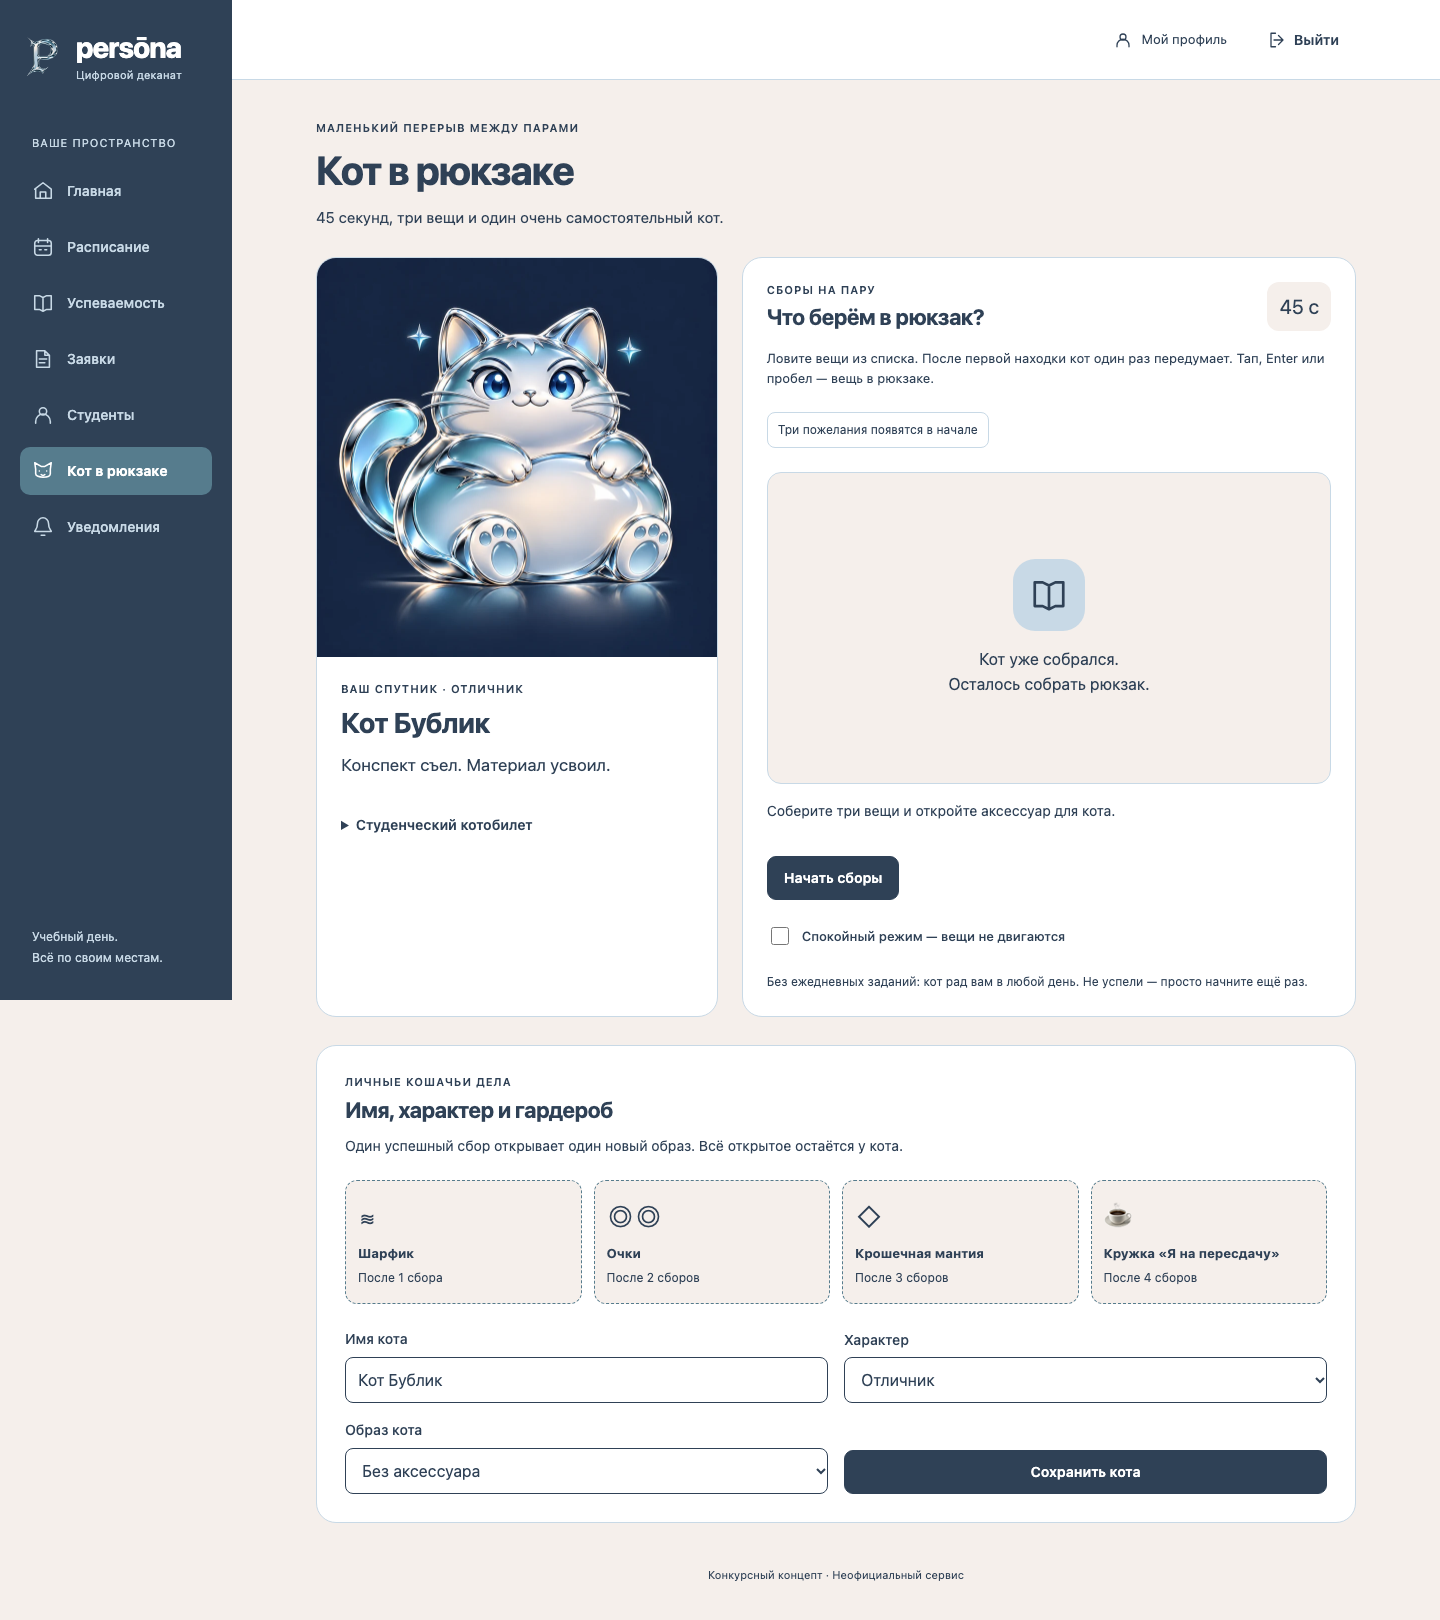 persōna
Цифровой деканат
ВАШЕ ПРОСТРАНСТВО
Главная
Расписание
Успеваемость
Заявки
Студенты
Кот в рюкзаке
Уведомления
Учебный день.
Всё по своим местам.
Мой профиль
Выйти
МАЛЕНЬКИЙ ПЕРЕРЫВ МЕЖДУ ПАРАМИ
Кот в рюкзаке
45 секунд, три вещи и один очень самостоятельный кот.
ВАШ СПУТНИК · ОТЛИЧНИК
Кот Бублик
Конспект съел. Материал усвоил.
Студенческий котобилет
СБОРЫ НА ПАРУ
Что берём в рюкзак?
45 с
Ловите вещи из списка. После первой находки кот один раз передумает. Тап, Enter или
пробел — вещь в рюкзаке.
Три пожелания появятся в начале
Кот уже собрался.
Осталось собрать рюкзак.
Соберите три вещи и откройте аксессуар для кота.
Начать сборы
Спокойный режим — вещи не двигаются
Без ежедневных заданий: кот рад вам в любой день. Не успели — просто начните ещё раз.
ЛИЧНЫЕ КОШАЧЬИ ДЕЛА
Имя, характер и гардероб
Один успешный сбор открывает один новый образ. Всё открытое остаётся у кота.
Шарфик
После 1 сбора
Очки
После 2 сборов
Крошечная мантия
После 3 сборов
Кружка «Я на пересдачу»
После 4 сборов
Имя кота
Кот Бублик
Характер
Отличник
Образ кота
Без аксессуара
Сохранить кота
Конкурсный концепт · Неофициальный сервис